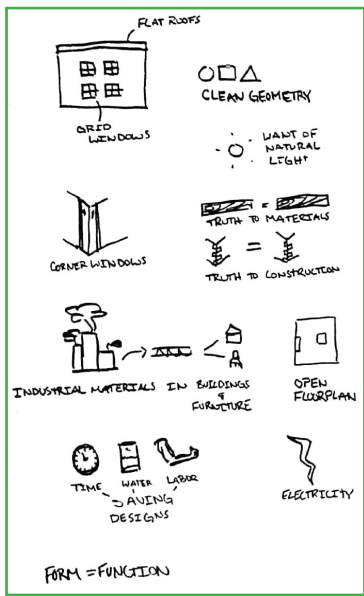 FLAT ROOFS
GRID
WINDOWS
CLEAN GEOMETRY
WANT OF
NATURAL
LIGHT
CORNER WINDOWS
TRUTH TO MATERIALS
=
TRUTH TO CONSTRUCTION
=
INDUSTRIAL MATERIALS IN BUILDINGS
&
FURNITURE
OPEN
FLOORPLAN
TIME WATER LABOR
SAVING
DESIGNS
ELECTRICITY
FORM = FUNCTION